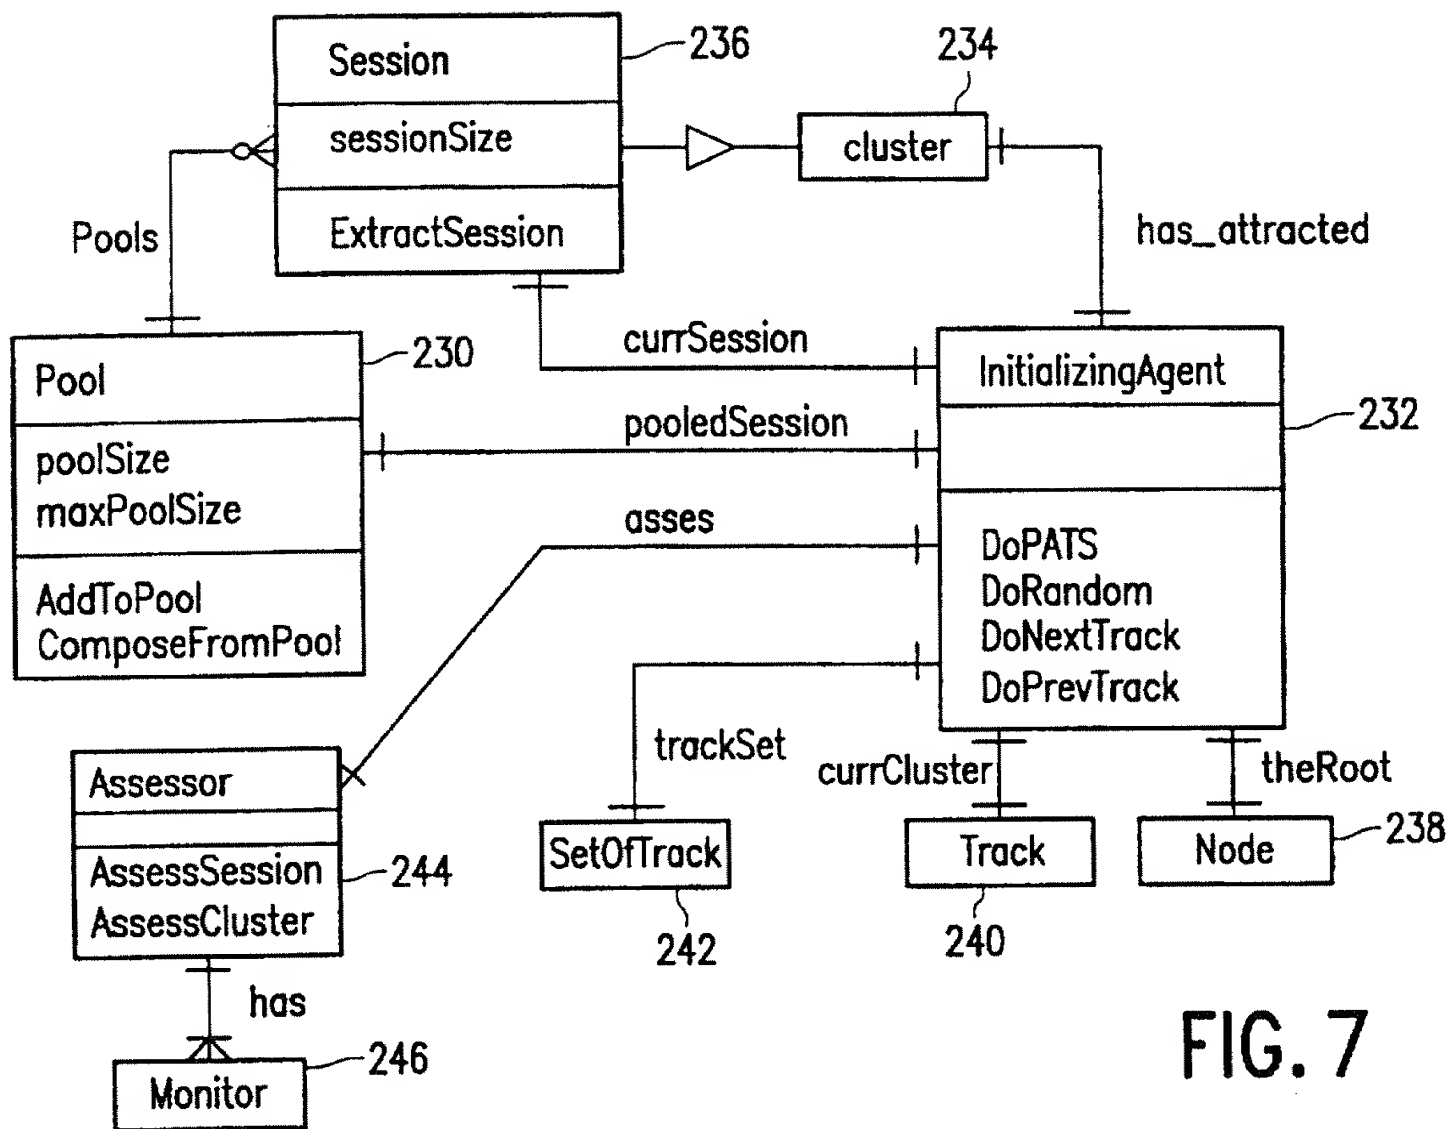 Session
sessionSize
ExtractSession
236
234
cluster
Pools
has_attracted
230
Pool
poolSize
maxPoolSize
AddToPool
ComposeFromPool
currSession
pooledSession
asses
InitializingAgent
232
DoPATS
DoRandom
DoNextTrack
DoPrevTrack
trackSet
currCluster
theRoot
Assessor
AssessSession
AssessCluster
244
SetOfTrack
242
Track
240
Node
238
has
Monitor
246
FIG. 7